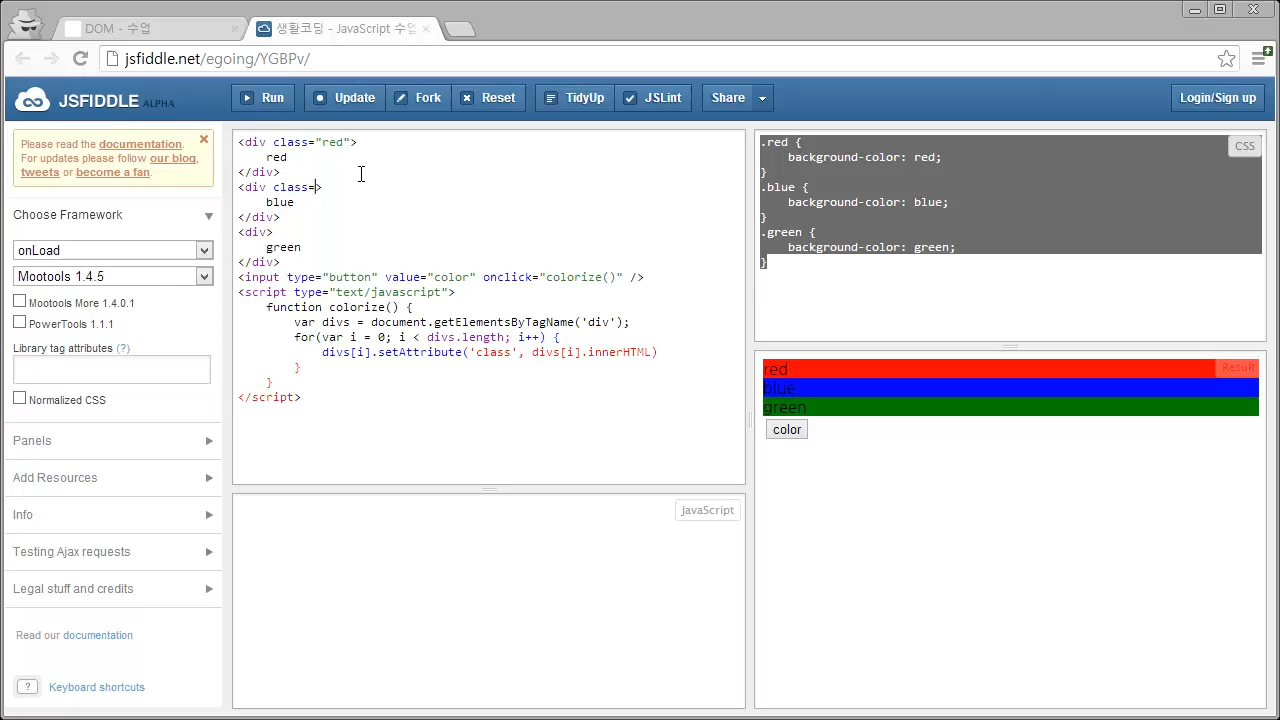 DOM - 수업
생활코딩 - JavaScript 수업
jsfiddle.net/egoing/YGBPv/
JSFIDDLE ALPHA
Run
Update
Fork
Reset
TidyUp
JSLint
Share
Login/Sign up
Please read the documentation.
For updates please follow our blog,
tweets or become a fan.
Choose Framework
onLoad
Mootools 1.4.5
Mootools More 1.4.0.1
PowerTools 1.1.1
Library tag attributes (?)
Normalized CSS
Panels
Add Resources
Info
Testing Ajax requests
Legal stuff and credits
Read our documentation
? Keyboard shortcuts
<div class="red">
    red
</div>
<div class=>
    blue
</div>
<div>
    green
</div>
<input type="button" value="color" onclick="colorize()" />
<script type="text/javascript">
    function colorize() {
        var divs = document.getElementsByTagName('div');
        for(var i = 0; i < divs.length; i++) {
            divs[i].setAttribute('class', divs[i].innerHTML)
        }
    }
</script>
JavaScript
CSS
.red {
    background-color: red;
}
.blue {
    background-color: blue;
}
.green {
    background-color: green;
}
Result
red
blue
green
color